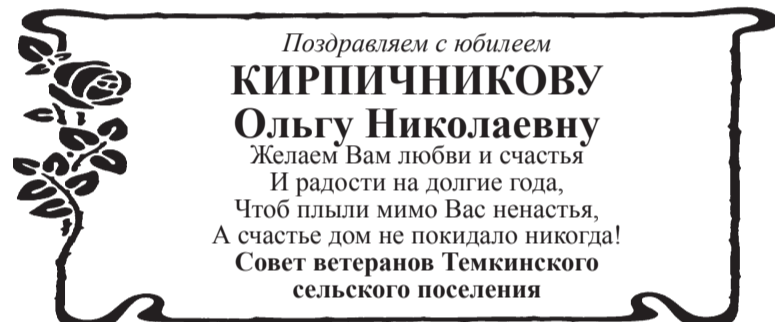 Поздравляем с юбилеем
КИРПИЧНИКОВУ
Ольгу Николаевну
Желаем Вам любви и счастья
И радости на долгие года,
Чтоб плыли мимо Вас ненастья,
А счастье дом не покидало никогда!
Совет ветеранов Темкинского
сельского поселения